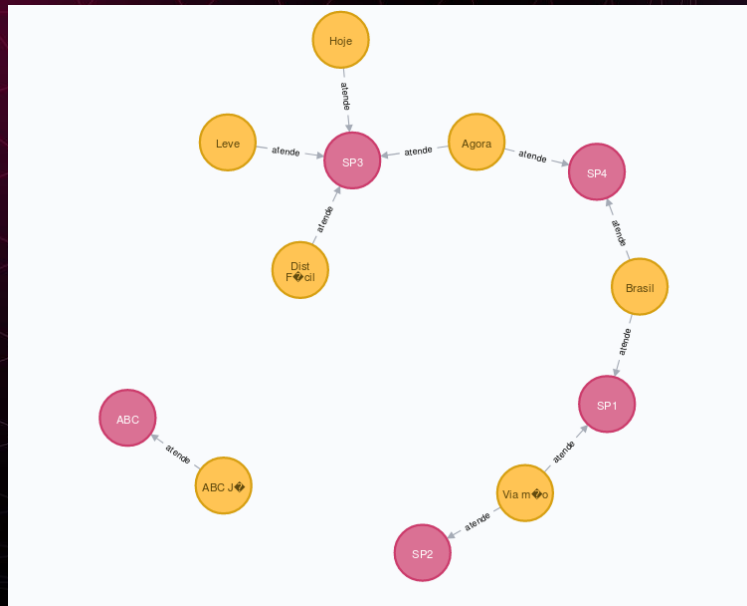 Hoje
atende
Leve
atende
SP3
atende
Agora
atende
SP4
atende
Dist
F�cil
atende
Brasil
atende
ABC
atende
ABC J�
SP1
atende
Via m�o
atende
SP2